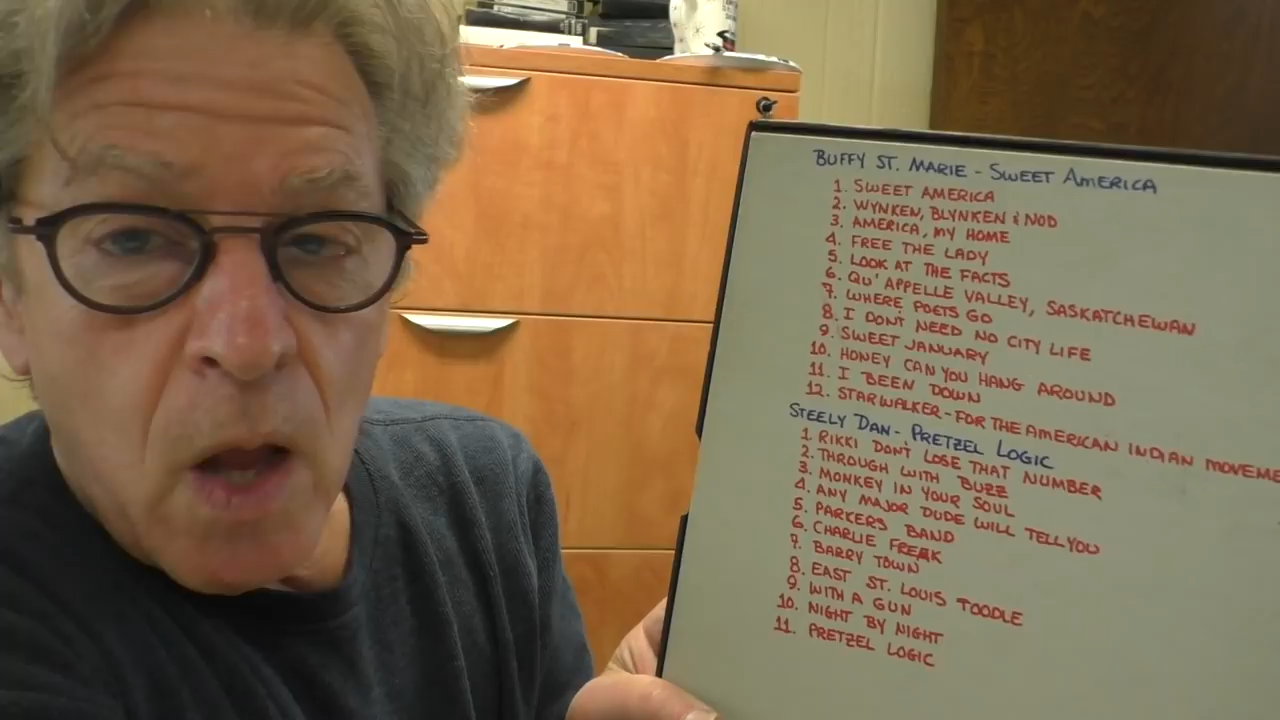 BUFFY ST. MARIE - SWEET AMERICA
1. SWEET AMERICA
2. WYNKEN, BLYNKEN & NOD
3. AMERICA, MY HOME
4. FREE THE LADY
5. LOOK AT THE FACTS
6. QU'APPELLE VALLEY, SASKATCHEWAN
7. WHERE POETS GO
8. I DON'T NEED NO CITY LIFE
9. SWEET JANUARY
10. HONEY CAN YOU HANG AROUND
11. I BEEN DOWN
12. STARWALKER - FOR THE AMERICAN INDIAN MOVEME
STEELY DAN - PRETZEL LOGIC
1. RIKKI DON'T LOSE THAT NUMBER
2. THROUGH WITH BUZZ
3. MONKEY IN YOUR SOUL
4. ANY MAJOR DUDE WILL TELL YOU
5. PARKERS BAND
6. CHARLIE FREAK
7. BARRY TOWN
8. EAST ST. LOUIS TOODLE
9. WITH A GUN
10. NIGHT BY NIGHT
11. PRETZEL LOGIC